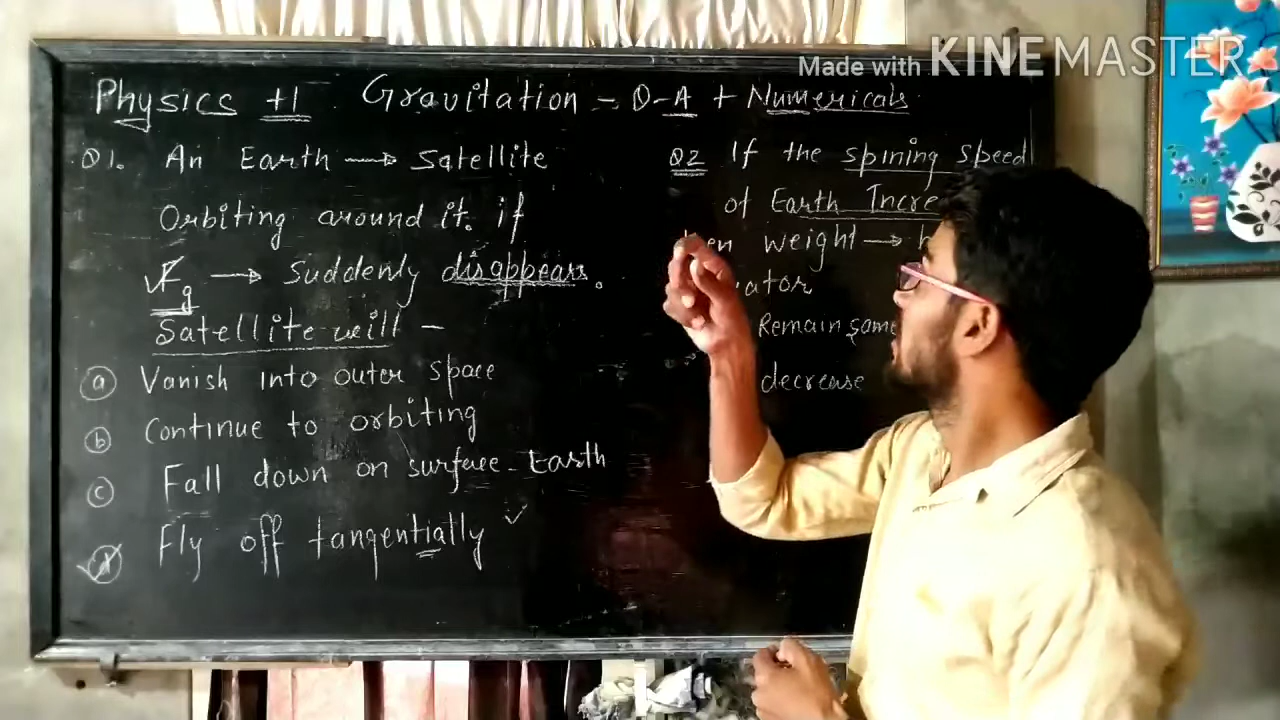 Made with KINEMASTER
Physics +1 Gravitation - Q-A + Numericals
Q1. An Earth → Satellite
Orbiting around it. if
Fg → Suddenly disappears.
Satellite will -
(a) Vanish into outer space
(b) Continue to orbiting
(c) Fall down on surface - Earth
(d) Fly off tangentially ✓
Q2 If the spining speed
of Earth Incre
hen weight →
ator
Remain same
decrease